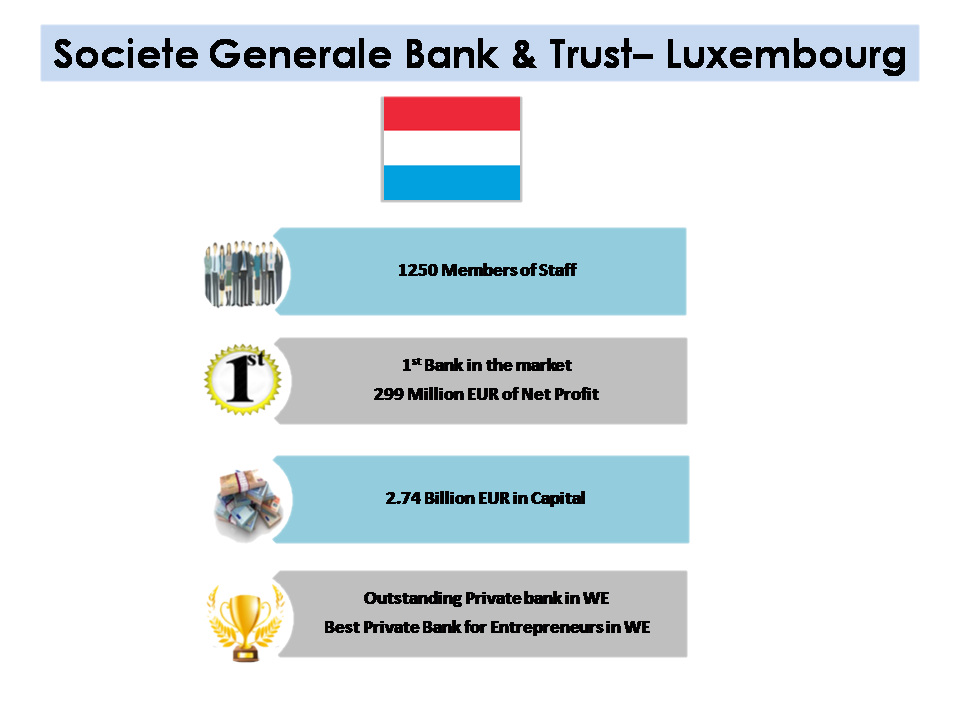 Societe Generale Bank & Trust– Luxembourg
1250 Members of Staff
1st
1st Bank in the market
299 Million EUR of Net Profit
2.74 Billion EUR in Capital
Outstanding Private bank in WE
Best Private Bank for Entrepreneurs in WE